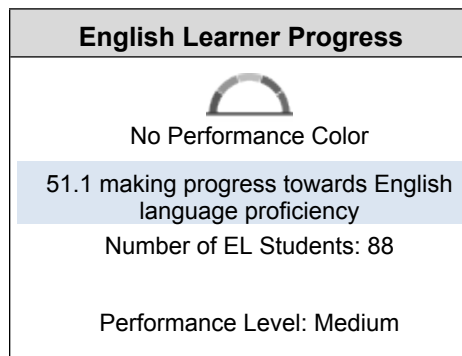 English Learner Progress
No Performance Color
51.1 making progress towards English
language proficiency
Number of EL Students: 88
Performance Level: Medium